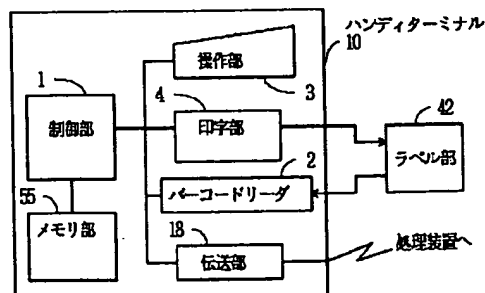 ハンディターミナル
10
操作部
3
1
制御部
4
印字部
42
ラベル部
2
バーコードリーダ
55
メモリ部
18
伝送部
処理装置へ